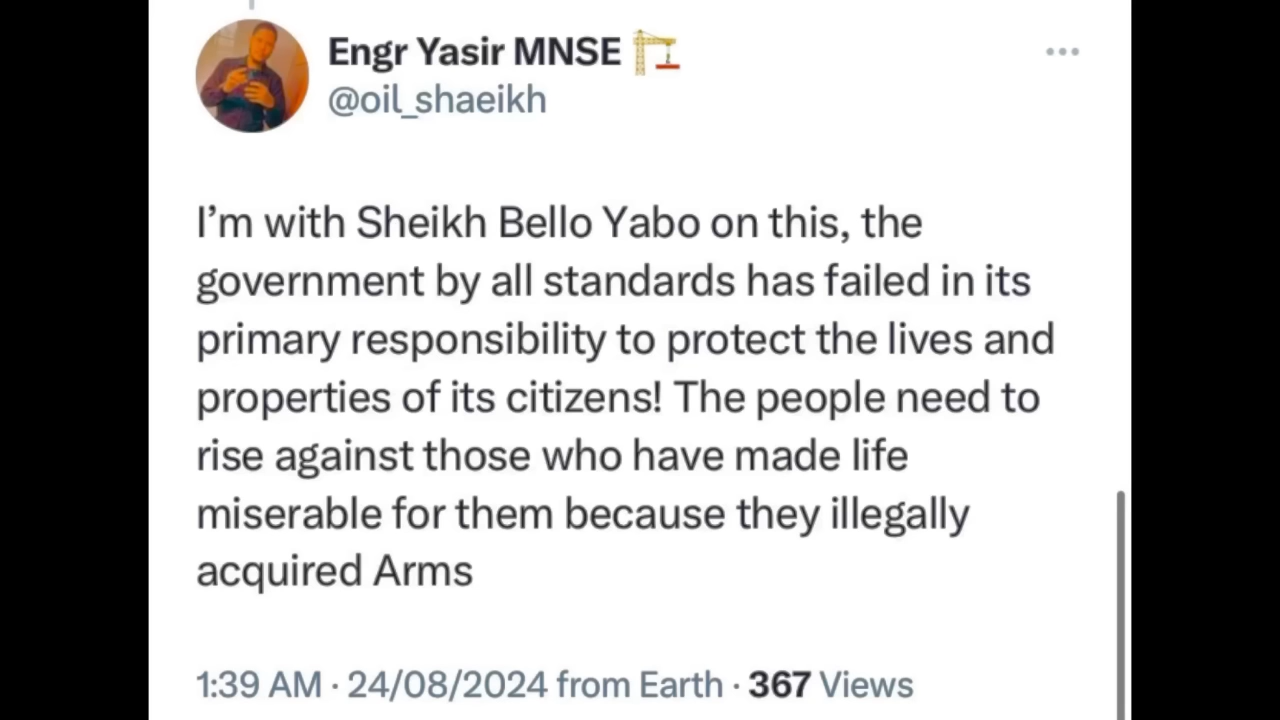 Engr Yasir MNSE 🏗️
@oil_shaeikh
I’m with Sheikh Bello Yabo on this, the
government by all standards has failed in its
primary responsibility to protect the lives and
properties of its citizens! The people need to
rise against those who have made life
miserable for them because they illegally
acquired Arms
1:39 AM · 24/08/2024 from Earth · 367 Views